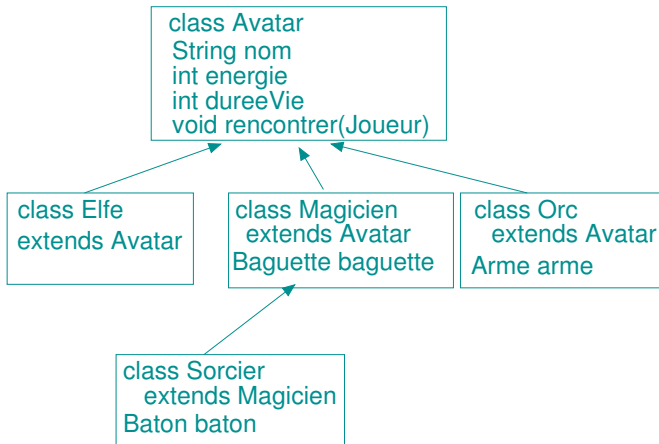 class Avatar
String nom
int energie
int dureeVie
void rencontrer(Joueur)
class Elfe
extends Avatar
class Magicien
extends Avatar
Baguette baguette
class Orc
extends Avatar
Arme arme
class Sorcier
extends Magicien
Baton baton